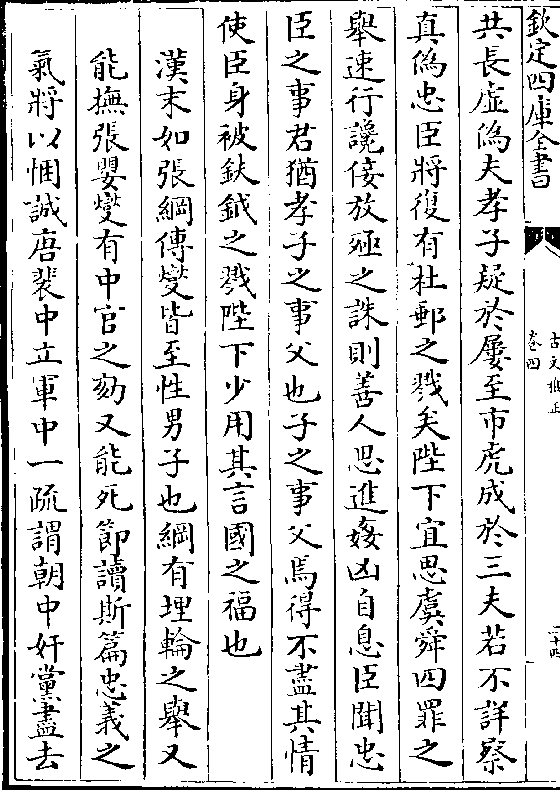 欽定四庫全書
卷四
共長虛偽夫孝子疑於屢至市虎成於三夫若不詳察
真偽忠臣將復有杜郵之戮矣陛下宜思虞舜四罪之
舉速行讒佞放殛之誅則善人思進姦凶自息臣聞忠
臣之事君猶孝子之事父也子之事父焉得不盡其情
使臣身被鈇鉞之戮陛下少用其言國之福也
漢末如張綱傅燮皆至性男子也綱有埋輪之舉又
能撫張嬰燮有中官之劾又能死節讀斯篇忠義之
氣將以悃誠唐裴中立軍中一疏謂朝中奸黨盡去